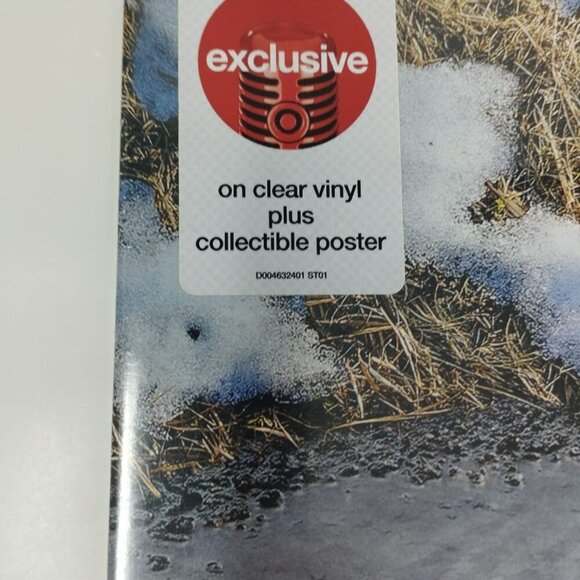 exclusive
on clear vinyl
plus
collectible poster
D004632401 ST01